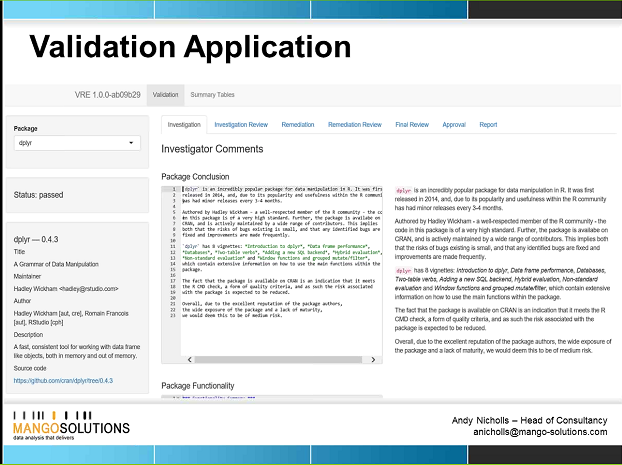 Validation Application
VRE 1.0.0-ab09b29 Validation Summary Tables
Package
dplyr
Status: passed
dplyr — 0.4.3
Title
A Grammar of Data Manipulation
Maintainer
Hadley Wickham <hadley@rstudio.com>
Author
Hadley Wickham [aut, cre], Romain Francois
[aut], RStudio [cph]
Description
A fast, consistent tool for working with data frame
like objects, both in memory and out of memory.
Source code
https://github.com/cran/dplyr/tree/0.4.3
Investigation Investigation Review Remediation Remediation Review Final Review Approval Report
Investigator Comments
Package Conclusion
1 `dplyr` is an incredibly popular package for data manipulation in R. It was first
2 released in 2014, and, due to its popularity and usefulness within the R communi
3 has had minor releases every 3-4 months.
4
5 Authored by Hadley Wickham - a well-respected member of the R community - the co
6 in this package is of a very high standard. Further, the package is available on
7 CRAN, and is actively maintained by a wide range of contributors. This implies
8 both that the risks of bugs existing is small, and that any identified bugs are
9 fixed and improvements are made frequently.
10
11 `dplyr` has 8 vignettes: *Introduction to dplyr*, *Data frame performance*,
12 *Databases*, *Two-table verbs*, *Adding a new SQL backend*, *Hybrid evaluation*,
13 *Non-standard evaluation* and *Window functions and grouped mutate/filter*,
14 which contain extensive information on how to use the main functions within the
15 package.
16
17 The fact that the package is available on CRAN is an indication that it meets
18 the R CMD check, a form of quality criteria, and as such the risk associated
19 with the package is expected to be reduced.
20
21 Overall, due to the excellent reputation of the package authors,
22 the wide exposure of the package and a lack of maturity,
23 we would deem this to be of medium risk.
dplyr is an incredibly popular package for data manipulation in R. It was first
released in 2014, and, due to its popularity and usefulness within the R community
has had minor releases every 3-4 months.
Authored by Hadley Wickham - a well-respected member of the R community - the
code in this package is of a very high standard. Further, the package is available on
CRAN, and is actively maintained by a wide range of contributors. This implies both
that the risks of bugs existing is small, and that any identified bugs are fixed and
improvements are made frequently.
dplyr has 8 vignettes: Introduction to dplyr, Data frame performance, Databases,
Two-table verbs, Adding a new SQL backend, Hybrid evaluation, Non-standard
evaluation and Window functions and grouped mutate/filter, which contain extensive
information on how to use the main functions within the package.
The fact that the package is available on CRAN is an indication that it meets the R
CMD check, a form of quality criteria, and as such the risk associated with the
package is expected to be reduced.
Overall, due to the excellent reputation of the package authors, the wide exposure of
the package and a lack of maturity, we would deem this to be of medium risk.
Package Functionality
MANGOSOLUTIONS
data analysis that delivers
Andy Nicholls – Head of Consultancy
anicholls@mango-solutions.com